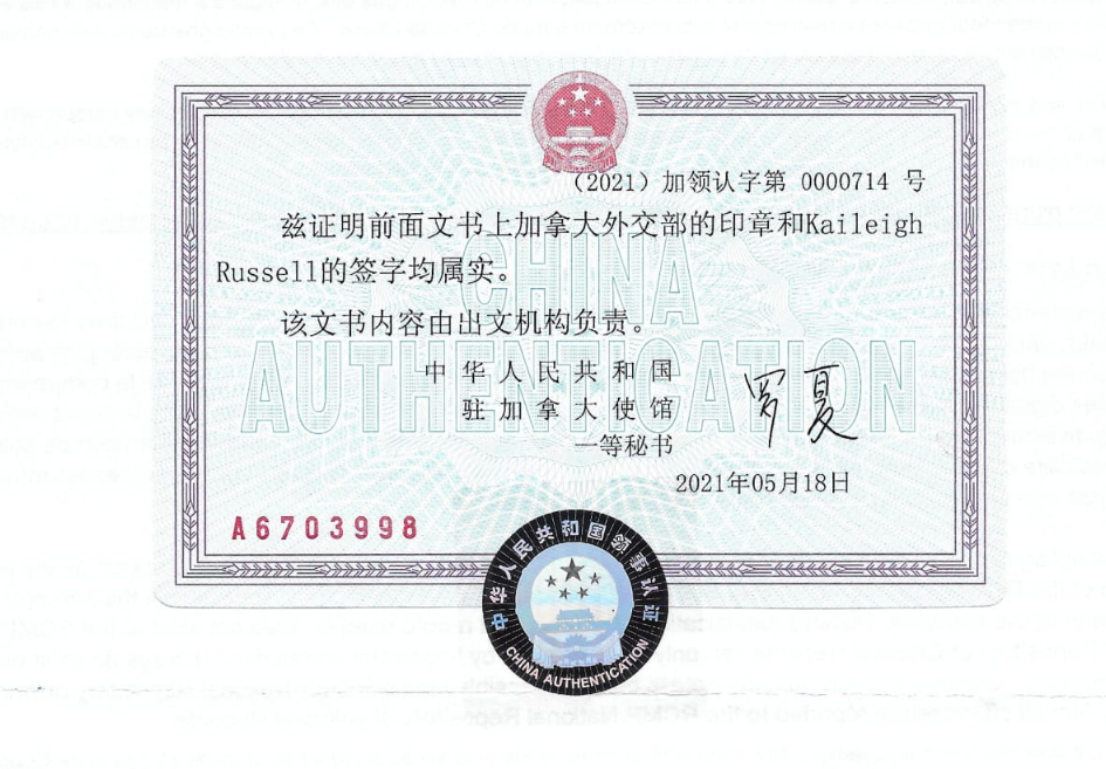 （2021）加领认字第 0000714 号
兹证明前面文书上加拿大外交部的印章和Kaileigh
Russell的签字均属实。
该文书内容由出文机构负责。
CHINA
AUTHENTICATION
中华人民共和国
驻加拿大使馆
一等秘书
罗夏
2021年05月18日
A6703998
中华人民共和国领事认证
CHINA AUTHENTICATION
RCMP National Repository